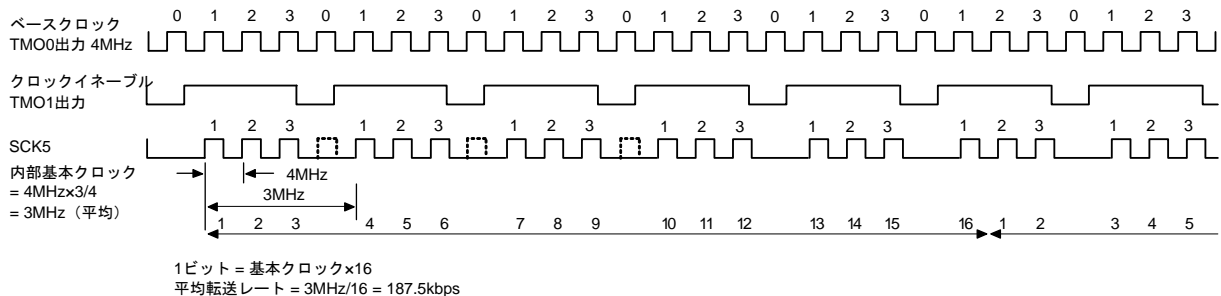 ベースクロック
TMO0出力 4MHz
0 1 2 3 0 1 2 3 0 1 2 3 0 1 2 3 0 1 2 3 0 1 2 3 0 1 2 3
クロックイネーブル
TMO1出力
SCK5
1 2 3 1 2 3 1 2 3 1 2 3 1 2 3 1 2 3 1 2 3
内部基本クロック
= 4MHz×3/4
= 3MHz（平均）
4MHz
3MHz
1 2 3 4 5 6 7 8 9 10 11 12 13 14 15 16 1 2 3 4 5
1ビット = 基本クロック×16
平均転送レート = 3MHz/16 = 187.5kbps